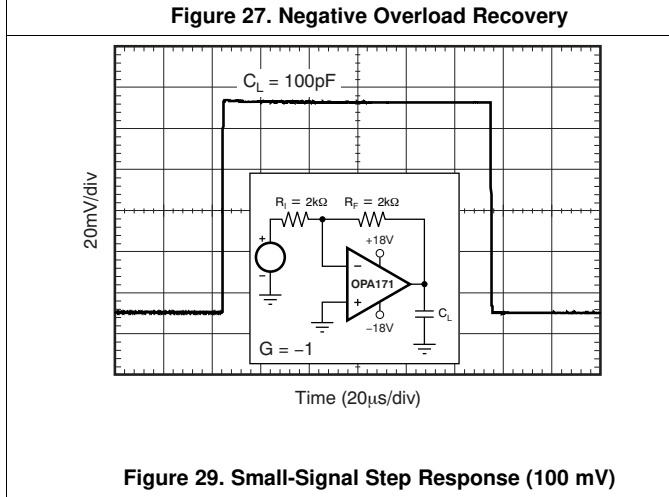 Figure 27. Negative Overload Recovery
C_L = 100pF
20mV/div
R_I = 2kΩ
R_F = 2kΩ
+
−
+18V
−
OPA171
+
−18V
C_L
G = −1
Time (20μs/div)
Figure 29. Small-Signal Step Response (100 mV)